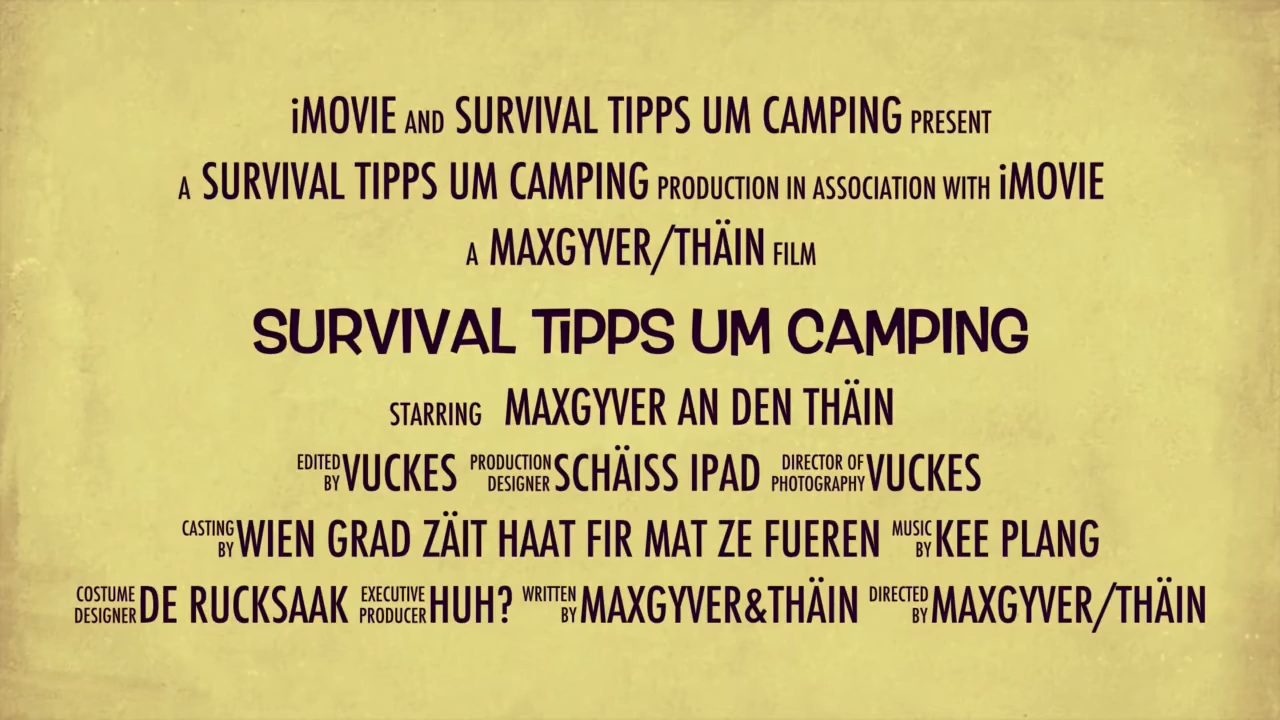 iMOVIE AND SURVIVAL TIPPS UM CAMPING PRESENT
A SURVIVAL TIPPS UM CAMPING PRODUCTION IN ASSOCIATION WITH iMOVIE
A MAXGYVER/THÄIN FILM
SURVIVAL TiPPS UM CAMPING
STARRING MAXGYVER AN DEN THÄIN
EDITED BY VUCKES PRODUCTION DESIGNER SCHÄISS IPAD DIRECTOR OF PHOTOGRAPHY VUCKES
CASTING BY WIEN GRAD ZÄIT HAAT FIR MAT ZE FUEREN MUSIC BY KEE PLANG
COSTUME DESIGNER DE RUCKSAAK EXECUTIVE PRODUCER HUH? WRITTEN BY MAXGYVER&THÄIN DIRECTED BY MAXGYVER/THÄIN